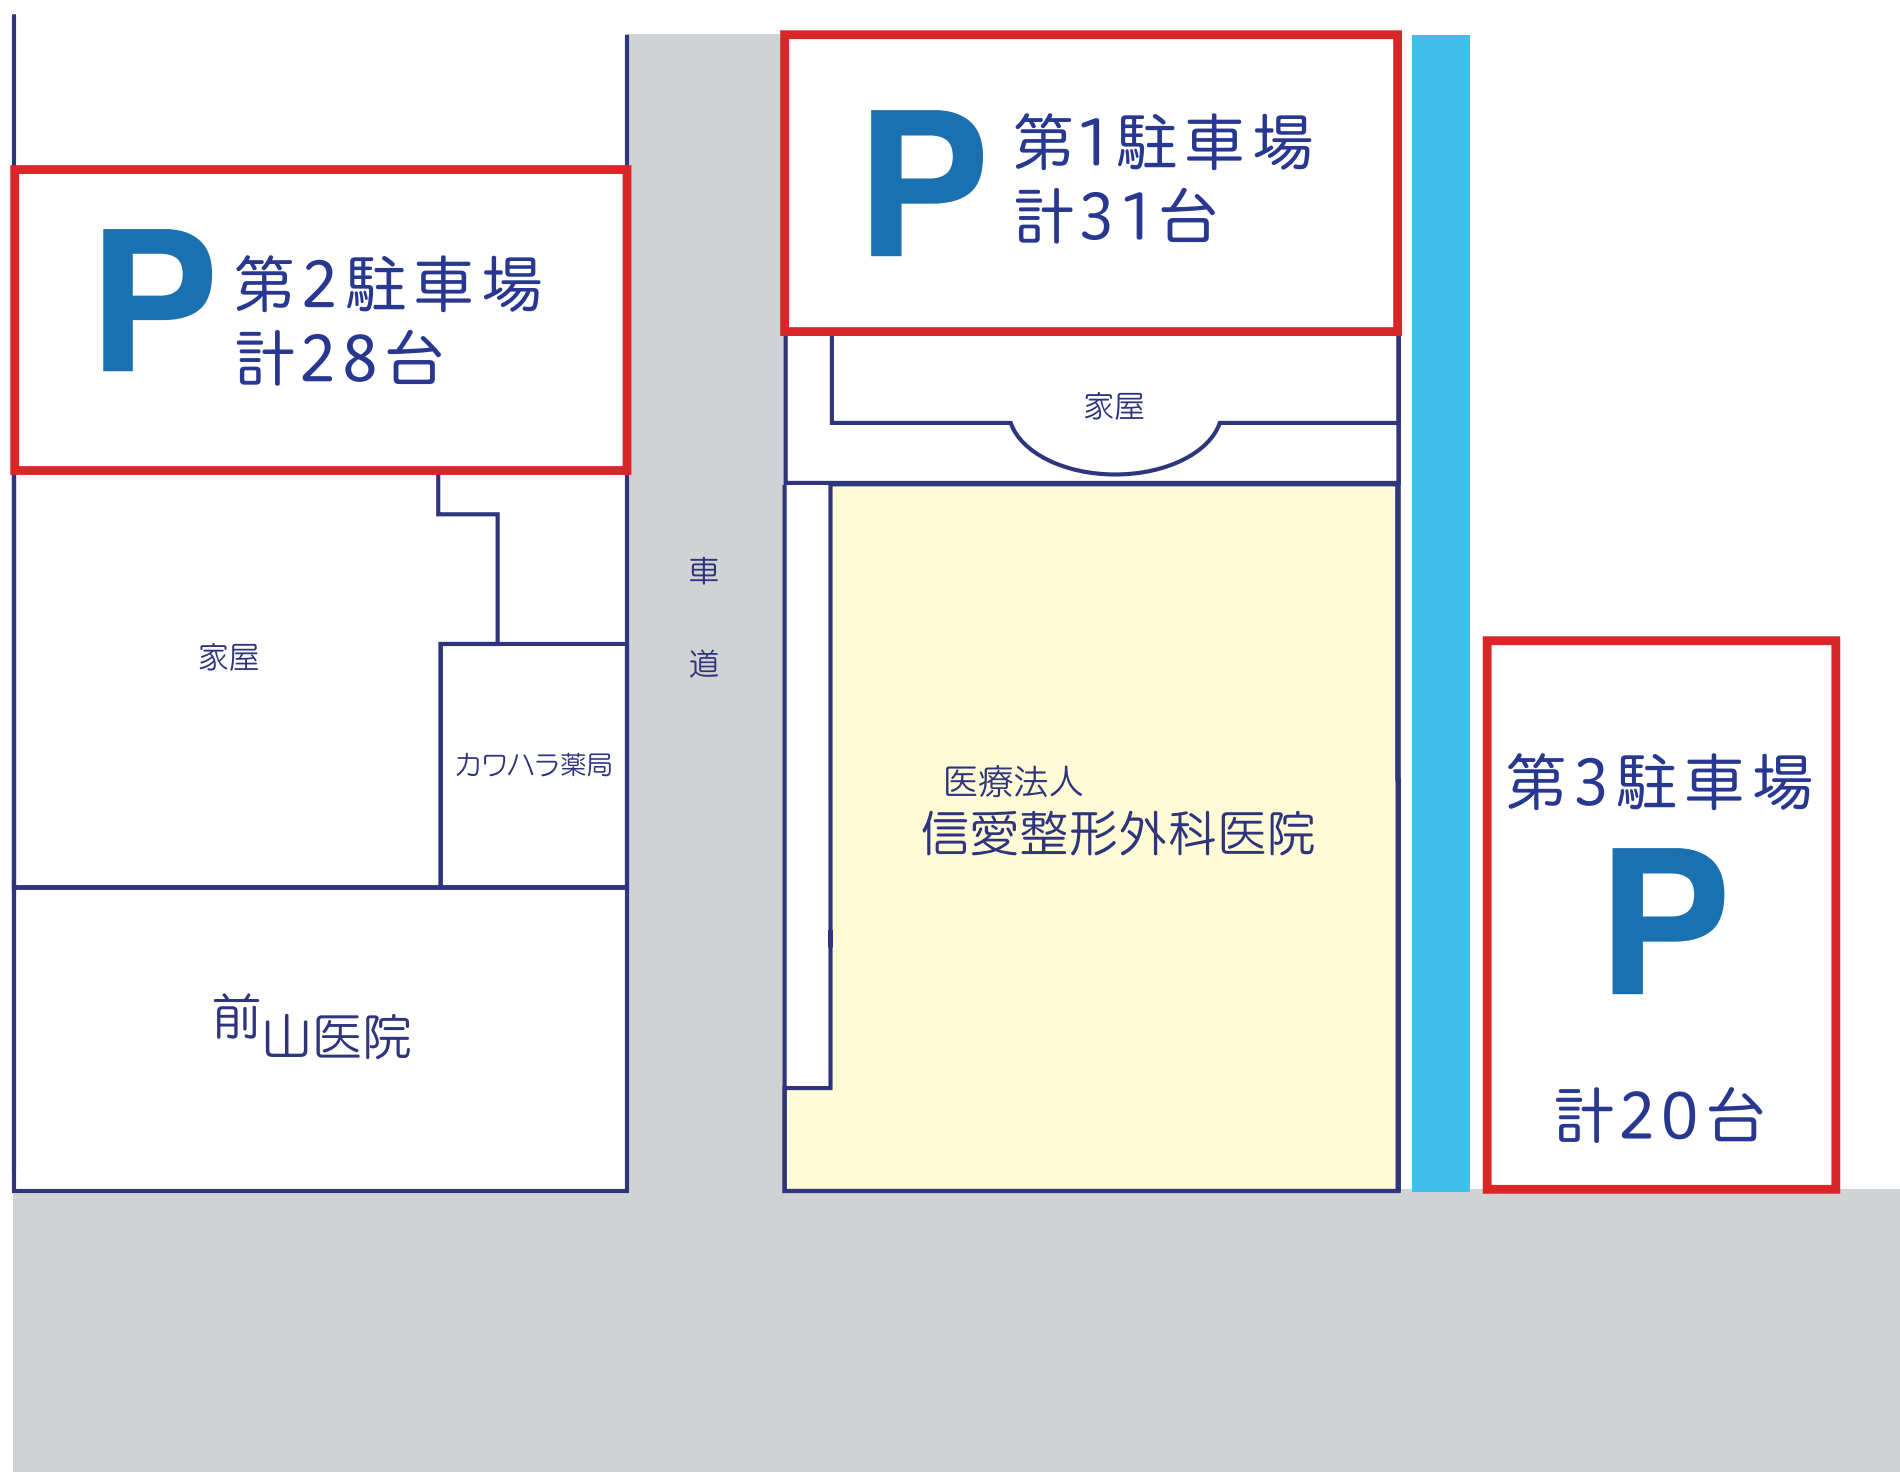 P
第1駐車場
計31台
P
第2駐車場
計28台
家屋
車
道
家屋
カワハラ薬局
医療法人
信愛整形外科医院
第3駐車場
P
計20台
前山医院